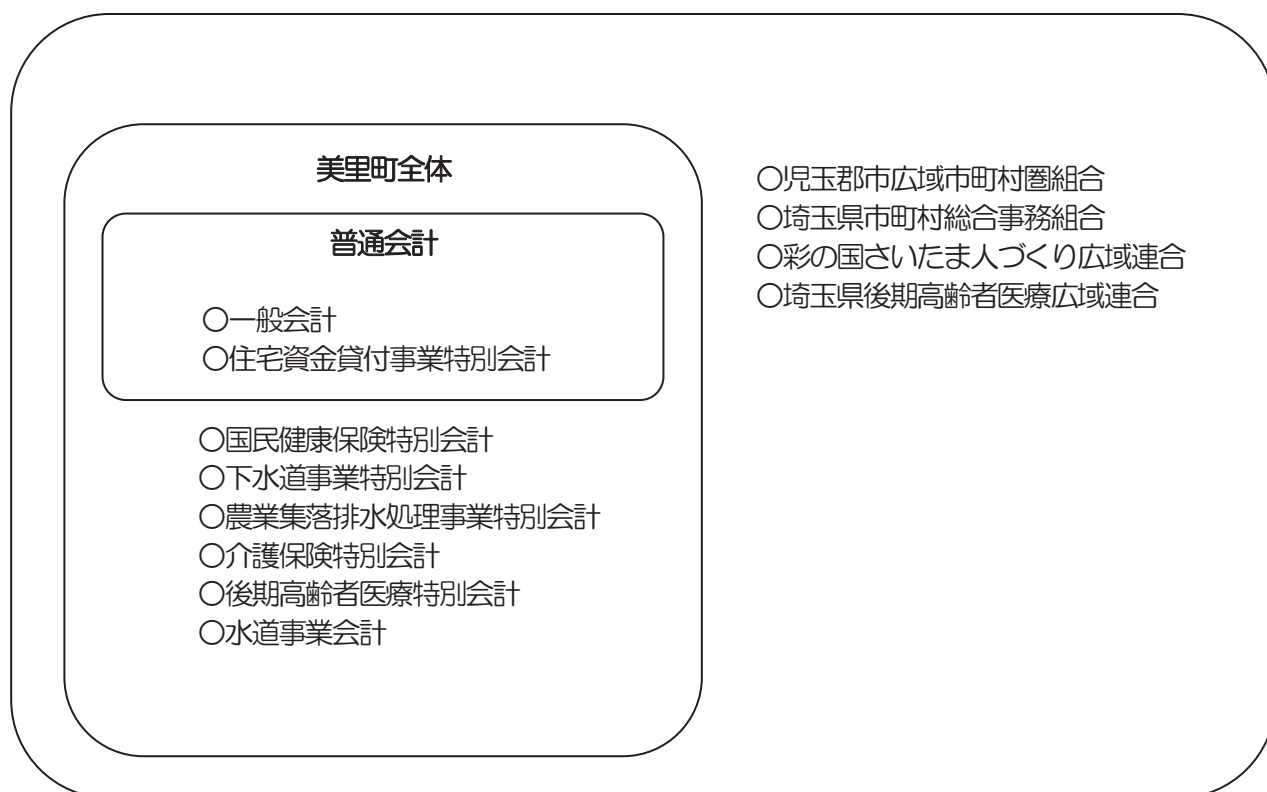 美里町全体
普通会計
○一般会計
○住宅資金貸付事業特別会計
○国民健康保険特別会計
○下水道事業特別会計
○農業集落排水処理事業特別会計
○介護保険特別会計
○後期高齢者医療特別会計
○水道事業会計
○児玉郡市広域市町村圏組合
○埼玉県市町村総合事務組合
○彩の国さいたま人づくり広域連合
○埼玉県後期高齢者医療広域連合